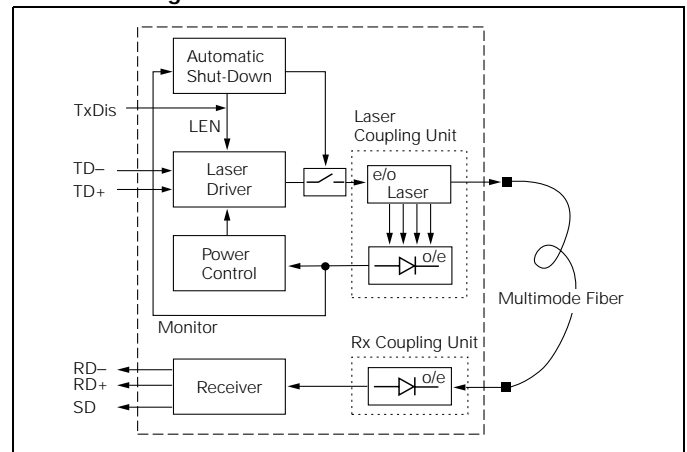 Automatic
Shut-Down
TxDis
LEN
Laser
Coupling Unit
TD–
TD+
Laser
Driver
e/o
Laser
Power
Control
o/e
Multimode Fiber
Monitor
Rx Coupling Unit
RD–
RD+
SD
Receiver
o/e